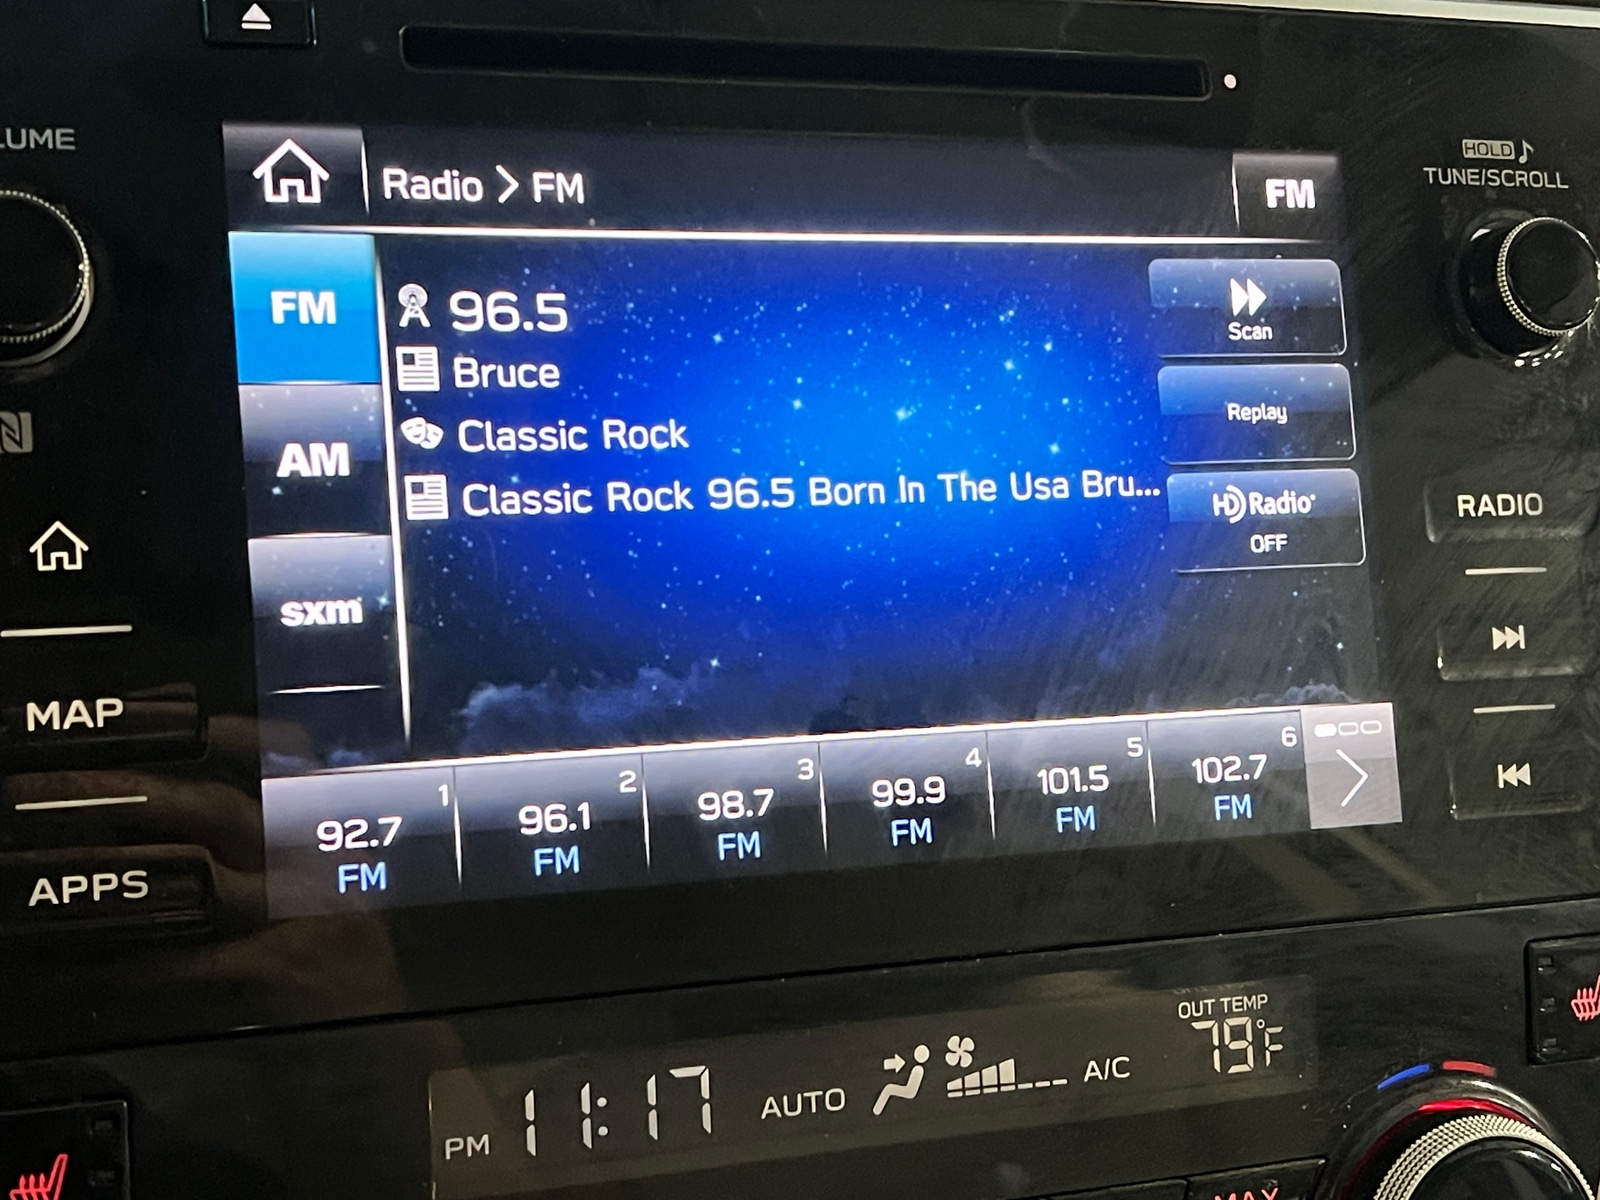 LUME
HOLD
TUNE/SCROLL
Radio > FM
FM
FM
96.5
Bruce
Classic Rock
Classic Rock 96.5 Born In The Usa Bru...
AM
sxm
Scan
Replay
HD Radio
OFF
RADIO
MAP
APPS
1
92.7
FM
2
96.1
FM
3
98.7
FM
4
99.9
FM
5
101.5
FM
6
102.7
FM
PM 11:17
AUTO
A/C
OUT TEMP
79°F
MAX